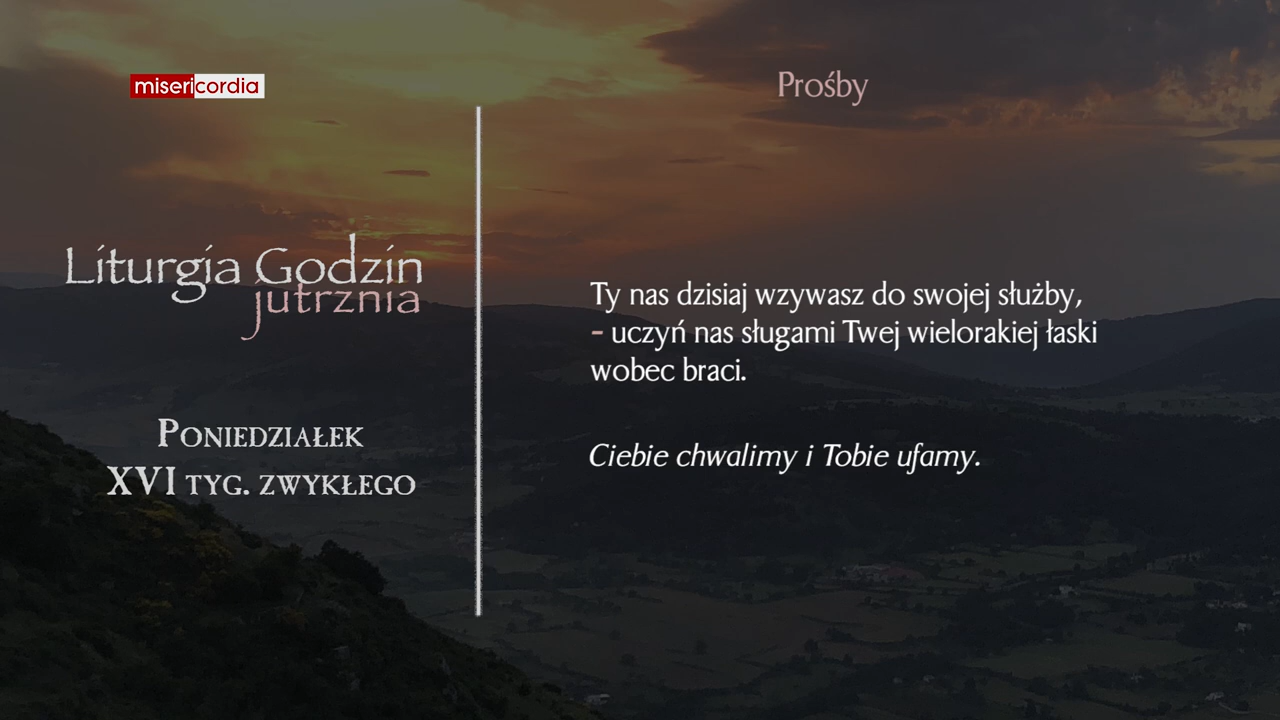 misericordia
Liturgia Godzin
jutrznia
Poniedziałek
XVI tyg. zwykłego
Prośby
Ty nas dzisiaj wzywasz do swojej służby,
- uczyń nas sługami Twej wielorakiej łaski
wobec braci.
Ciebie chwalimy i Tobie ufamy.